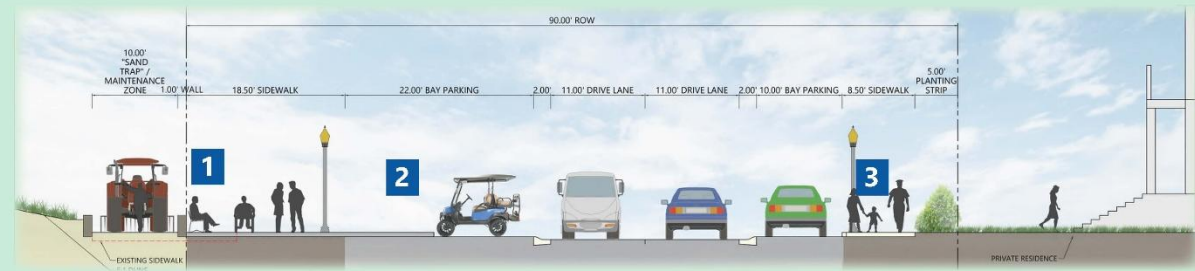 90.00' ROW
10.00'
"SAND
TRAP" /
MAINTENANCE
ZONE
1.00' WALL
18.50' SIDEWALK
22.00' BAY PARKING
2.00'
11.00' DRIVE LANE
11.00' DRIVE LANE
2.00'
10.00' BAY PARKING
8.50' SIDEWALK
5.00'
PLANTING
STRIP
1
2
3
EXISTING SIDEWALK
PRIVATE RESIDENCE